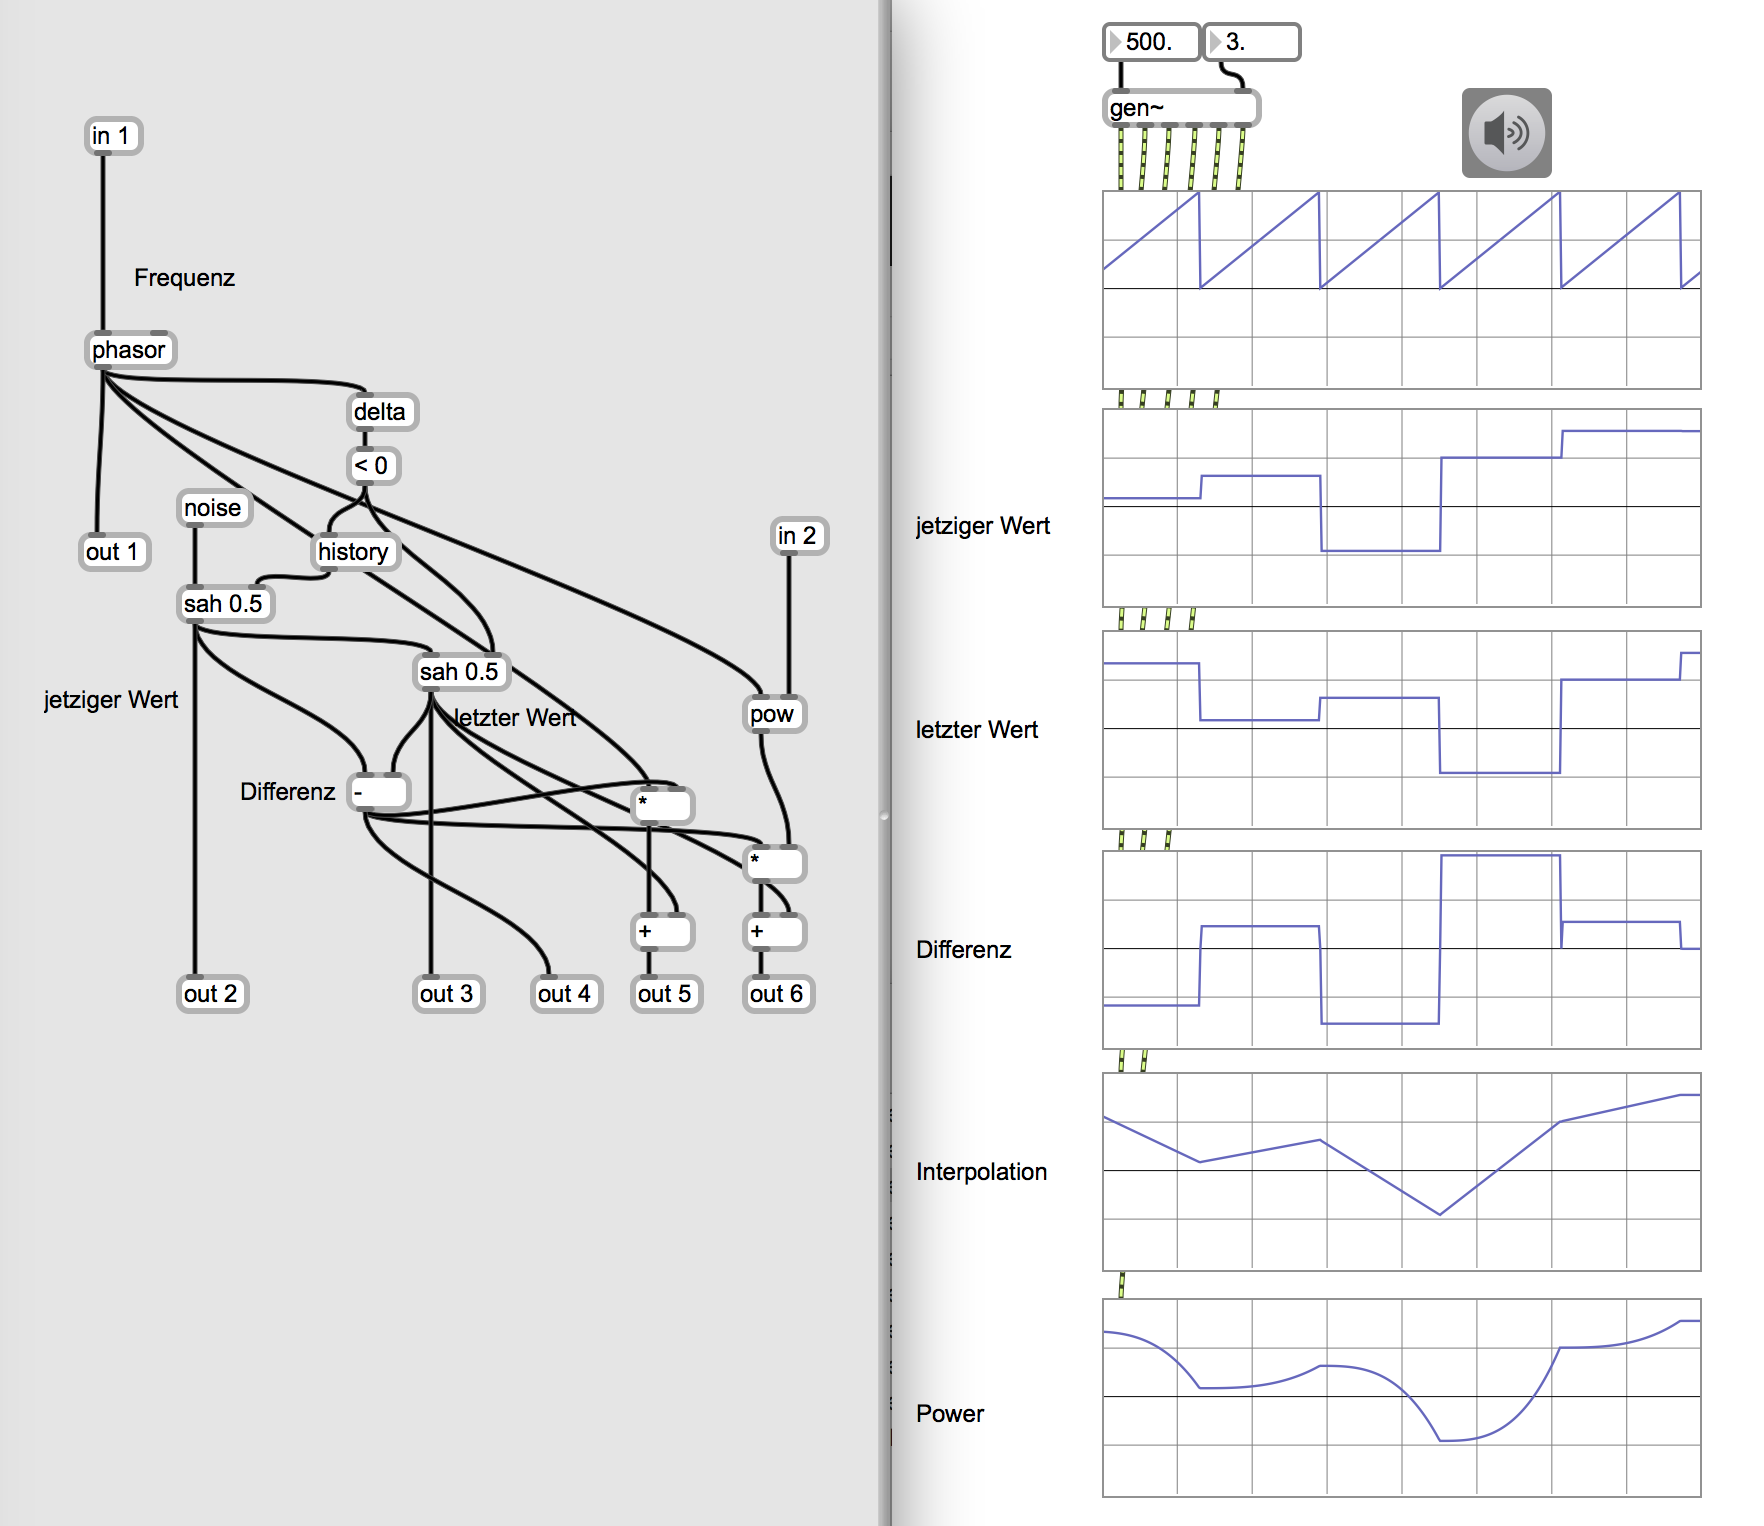 in 1
Frequenz
phasor
delta
< 0
noise
out 1
history
in 2
sah 0.5
sah 0.5
jetziger Wert
letzter Wert
pow
Differenz
-
*
*
+
+
out 2
out 3
out 4
out 5
out 6
500.
3.
gen~
jetziger Wert
letzter Wert
Differenz
Interpolation
Power